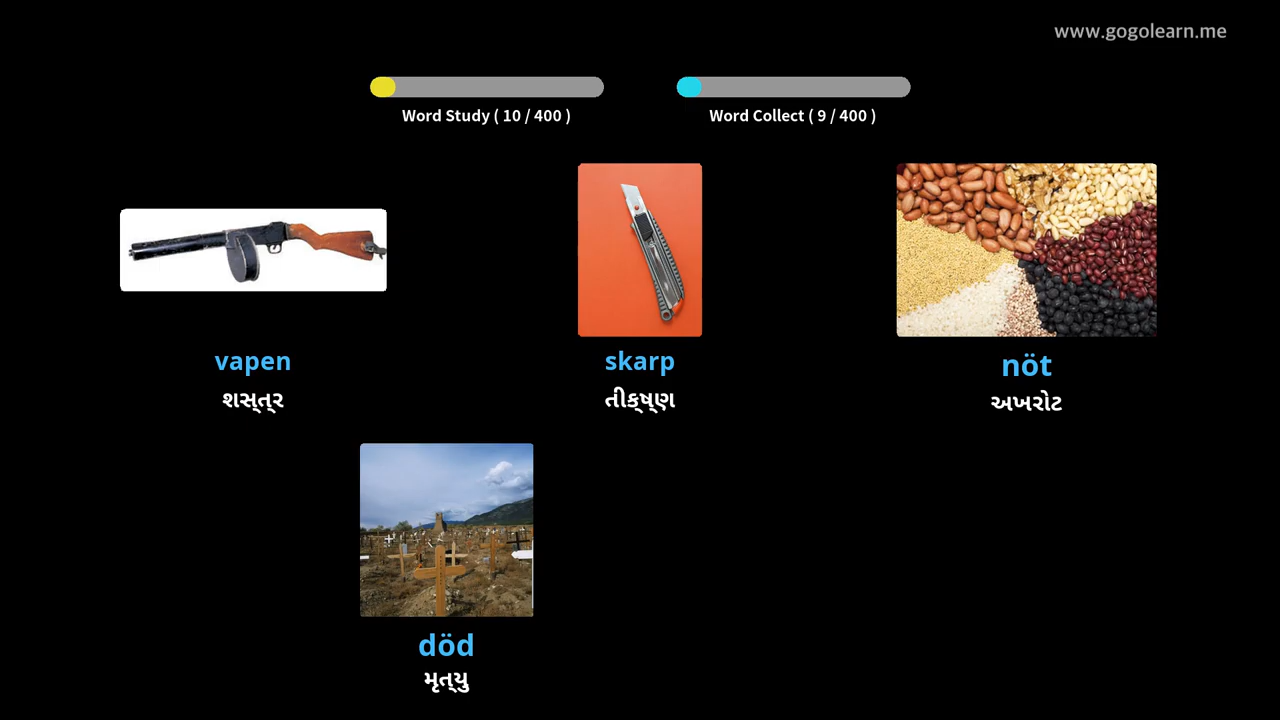 www.gogolearn.me
Word Study ( 10 / 400 )
Word Collect ( 9 / 400 )
vapen
શસ્ત્ર
skarp
તીક્ષ્ણ
nöt
અખરોટ
död
મૃત્યુ